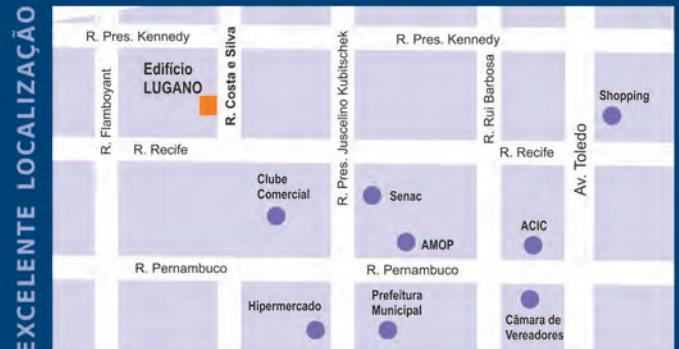 EXCELENTE LOCALIZAÇÃO
R. Pres. Kennedy
R. Pres. Kennedy
Edifício
LUGANO
R. Flamboyant
R. Costa e Silva
R. Pres. Juscelino Kubitschek
R. Rui Barbosa
Av. Toledo
Shopping
R. Recife
R. Recife
Clube
Comercial
Senac
AMOP
ACIC
R. Pernambuco
R. Pernambuco
Hipermercado
Prefeitura
Municipal
Câmara de
Vereadores